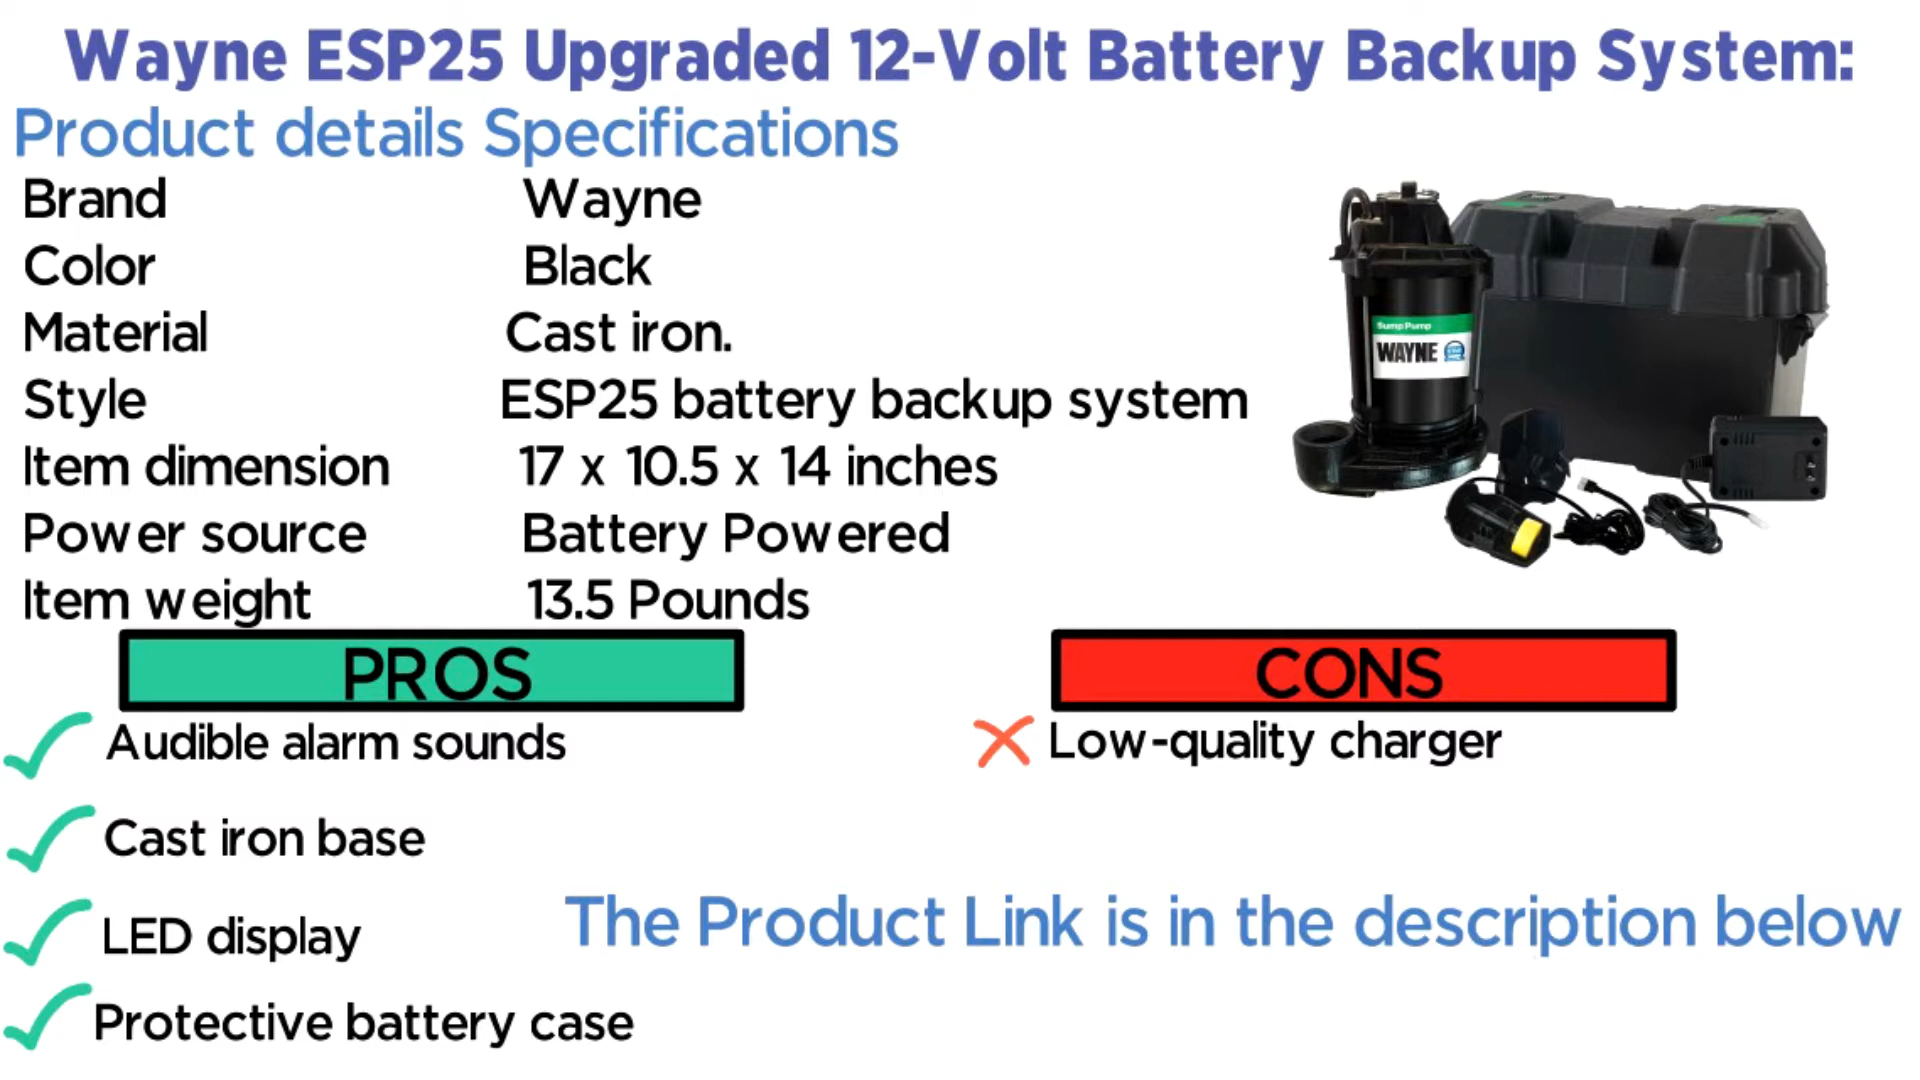 Wayne ESP25 Upgraded 12-Volt Battery Backup System:
Product details Specifications
Brand Wayne
Color Black
Material Cast iron.
Style ESP25 battery backup system
Item dimension 17 x 10.5 x 14 inches
Power source Battery Powered
Item weight 13.5 Pounds
Sump Pump
WAYNE
PROS
CONS
Audible alarm sounds
Low-quality charger
Cast iron base
LED display
The Product Link is in the description below
Protective battery case